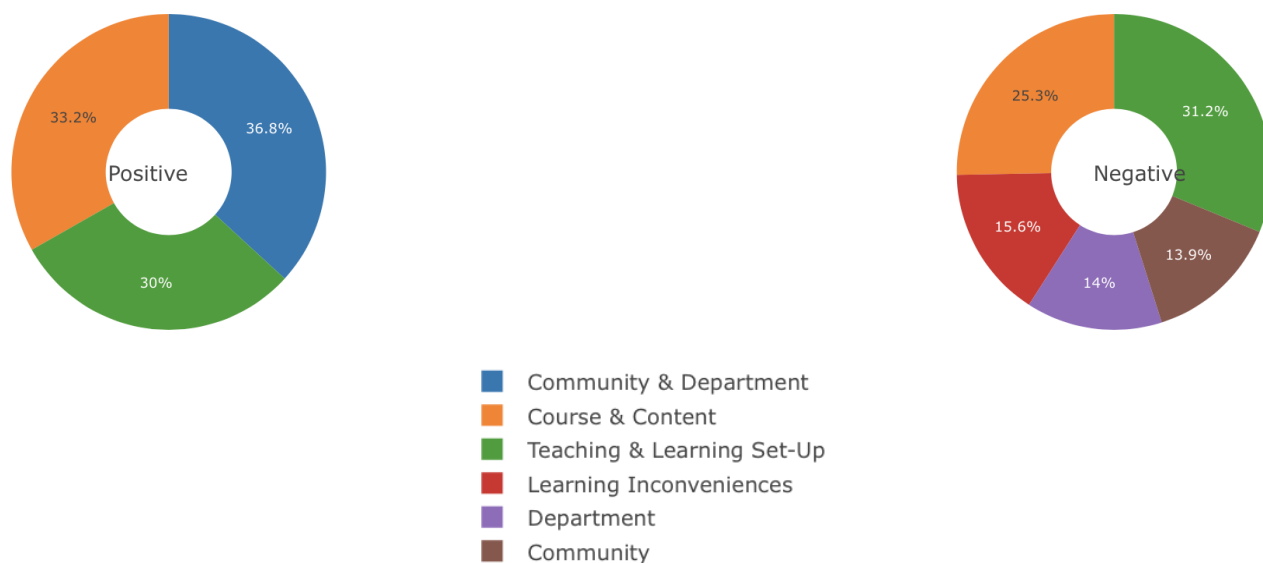 33.2%
36.8%
Positive
30%
25.3%
31.2%
Negative
15.6%
13.9%
14%
Community & Department
Course & Content
Teaching & Learning Set-Up
Learning Inconveniences
Department
Community